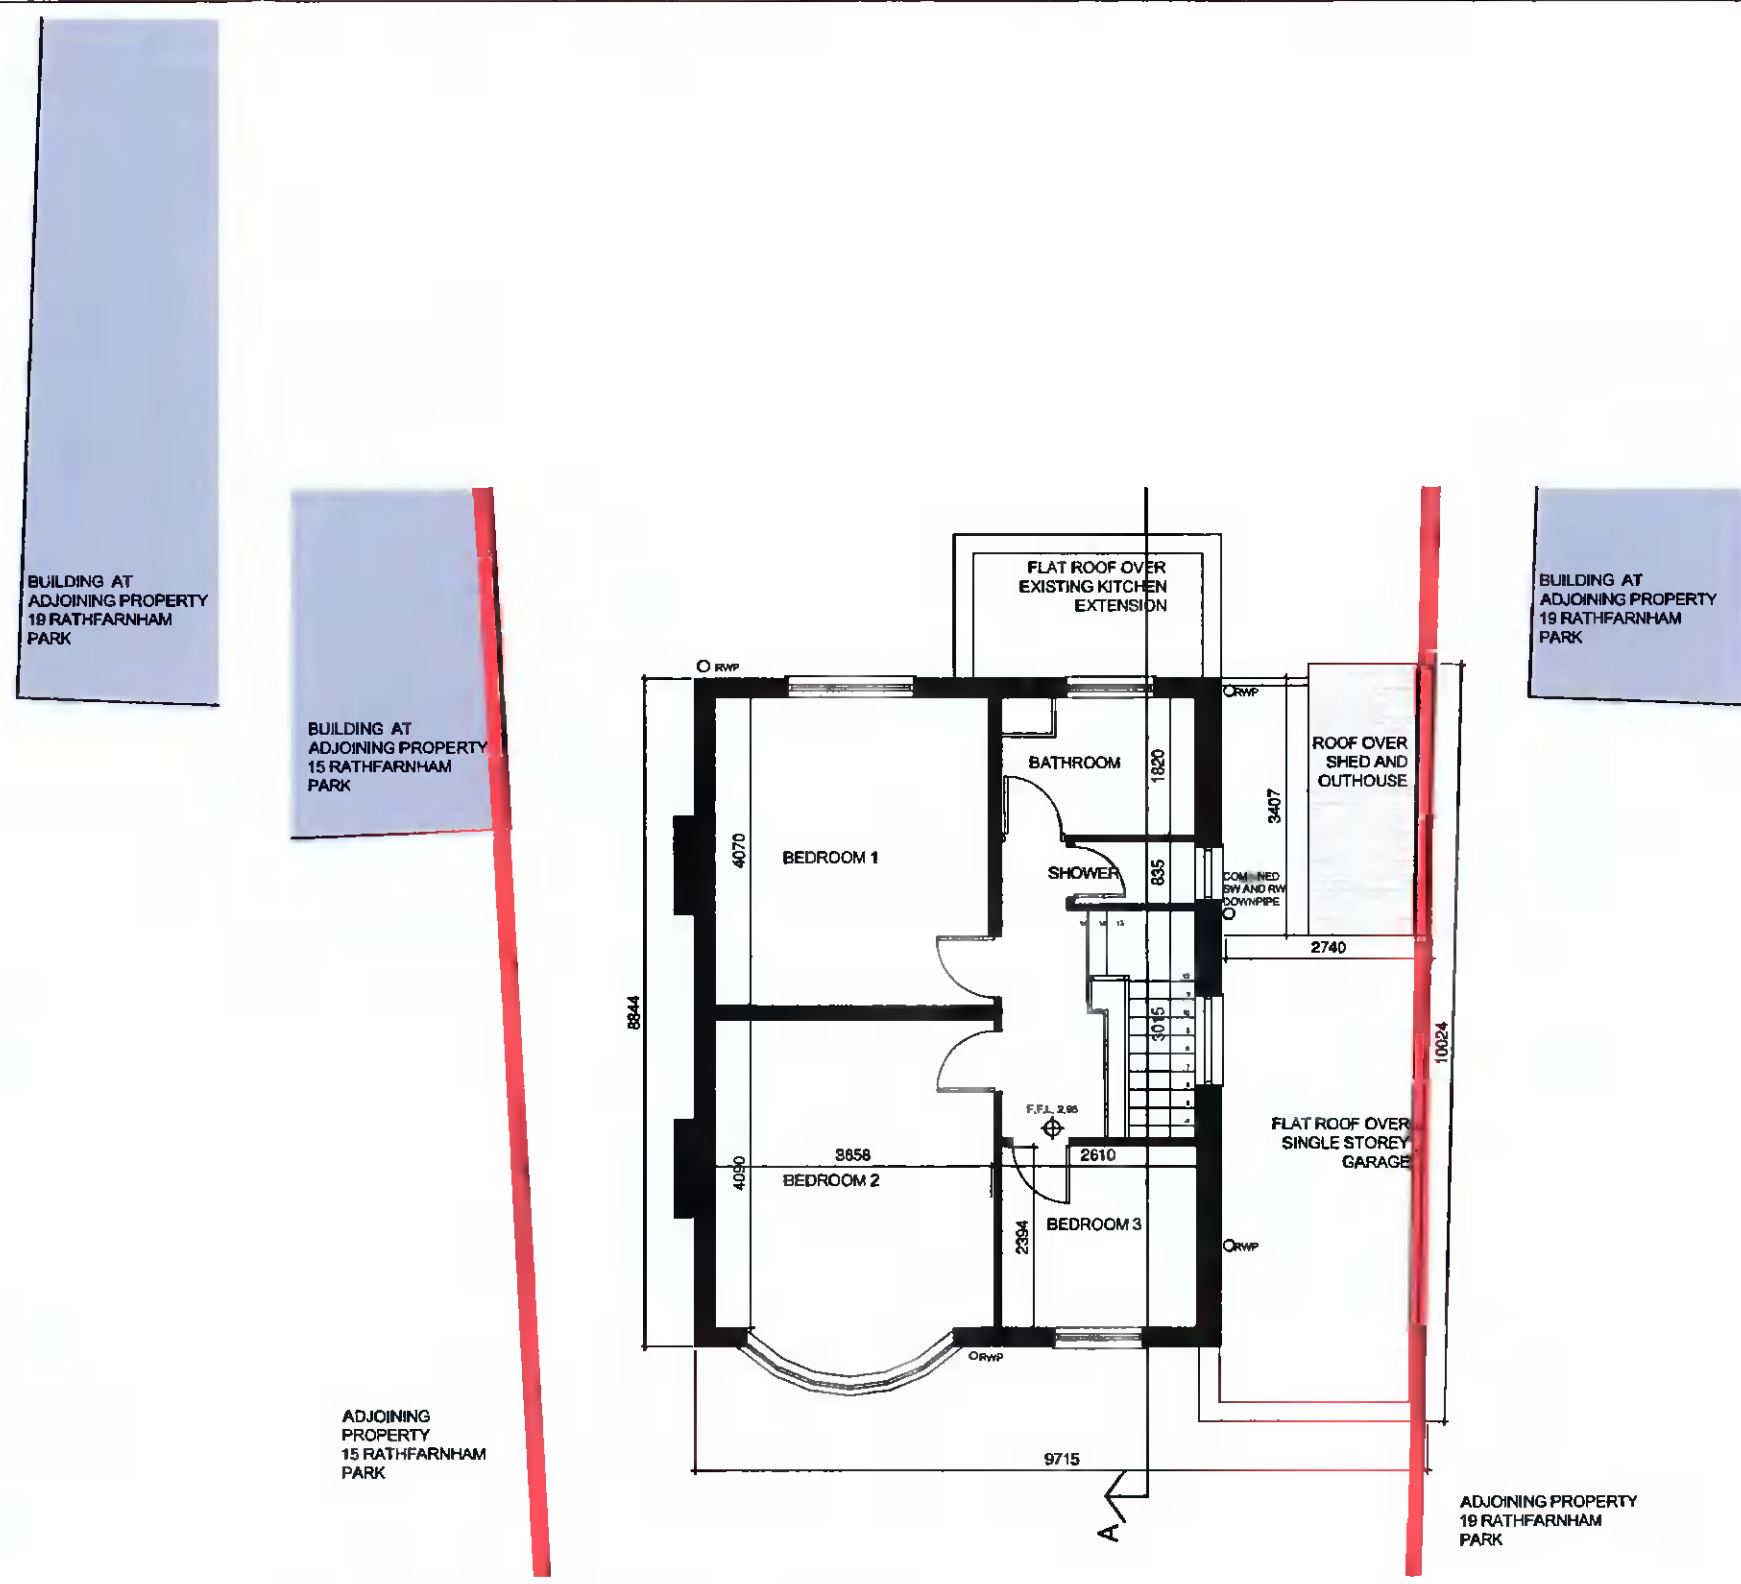 BUILDING AT
ADJOINING PROPERTY
19 RATHFARNHAM
PARK
BUILDING AT
ADJOINING PROPERTY
15 RATHFARNHAM
PARK
FLAT ROOF OVER
EXISTING KITCHEN
EXTENSION
BUILDING AT
ADJOINING PROPERTY
19 RATHFARNHAM
PARK
RWP
RWP
BATHROOM
1820
ROOF OVER
SHED AND
OUTHOUSE
3407
4070
BEDROOM 1
SHOWER
835
COMBINED
SW AND RW
DOWNPIPE
2740
8844
3015
10024
F.F.L. 2.95
FLAT ROOF OVER
SINGLE STOREY
GARAGE
3658
2610
4090
BEDROOM 2
2394
BEDROOM 3
RWP
RWP
ADJOINING
PROPERTY
15 RATHFARNHAM
PARK
9715
A
ADJOINING PROPERTY
19 RATHFARNHAM
PARK